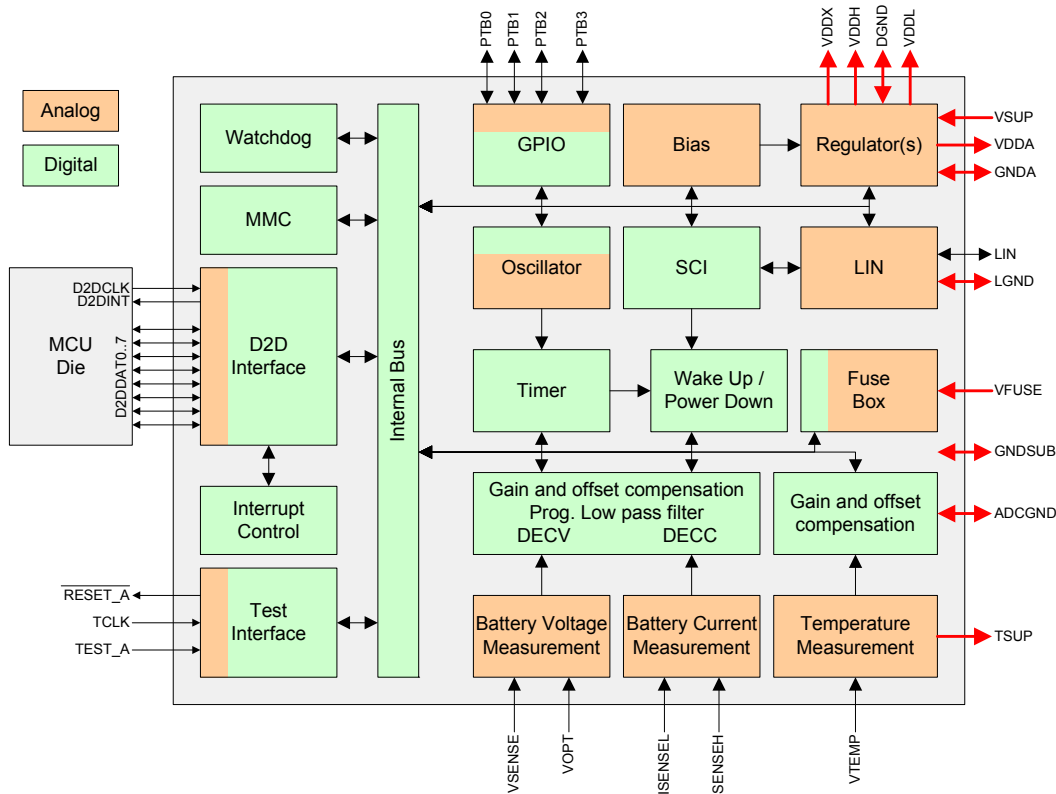 PTB0
PTB1
PTB2
PTB3
VDDX
VDDH
DGND
VDDL
Analog
Digital
Watchdog
GPIO
Bias
Regulator(s)
VSUP
VDDA
GNDA
MMC
Oscillator
SCI
LIN
LIN
LGND
MCU
Die
D2DCLK
D2DINT
D2DDAT0..7
D2D
Interface
Internal Bus
Timer
Wake Up /
Power Down
Fuse
Box
VFUSE
GNDSUB
Interrupt
Control
Gain and offset compensation
Prog. Low pass filter
DECV
DECC
Gain and offset
compensation
ADCGND
RESET_A
TCLK
TEST_A
Test
Interface
Battery Voltage
Measurement
Battery Current
Measurement
Temperature
Measurement
TSUP
VSENSE
VOPT
ISENSEL
SENSEH
VTEMP